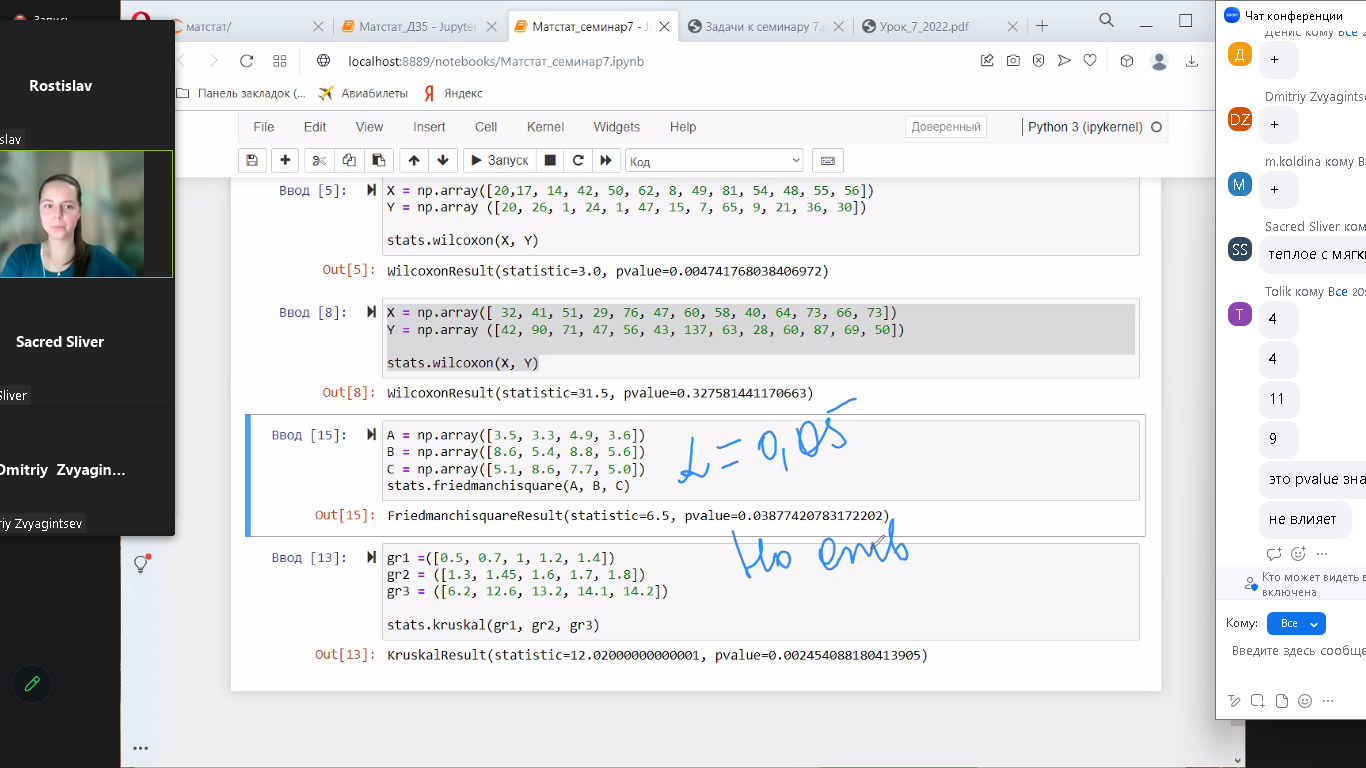 Запись
матстат/
Матстат_Д35 - Jupyter
Матстат_семинар7 - Ju
Задачи к семинару 7.p
Урок_7_2022.pdf
localhost:8889/notebooks/Матстат_семинар7.ipynb
Панель закладок (...
Авиабилеты
Яндекс
File Edit View Insert Cell Kernel Widgets Help
Доверенный
Python 3 (ipykernel)
Запуск
Код
Ввод [5]:
X = np.array([20,17, 14, 42, 50, 62, 8, 49, 81, 54, 48, 55, 56])
Y = np.array ([20, 26, 1, 24, 1, 47, 15, 7, 65, 9, 21, 36, 30])
stats.wilcoxon(X, Y)
Out[5]: WilcoxonResult(statistic=3.0, pvalue=0.004741768038406972)
Ввод [8]:
X = np.array([ 32, 41, 51, 29, 76, 47, 60, 58, 40, 64, 73, 66, 73])
Y = np.array ([42, 90, 71, 47, 56, 43, 137, 63, 28, 60, 87, 69, 50])
stats.wilcoxon(X, Y)
Out[8]: WilcoxonResult(statistic=31.5, pvalue=0.327581441170663)
Ввод [15]:
A = np.array([3.5, 3.3, 4.9, 3.6])
B = np.array([8.6, 5.4, 8.8, 5.6])
C = np.array([5.1, 8.6, 7.7, 5.0])
stats.friedmanchisquare(A, B, C)
Out[15]: FriedmanchisquareResult(statistic=6.5, pvalue=0.03877420783172202)
Ввод [13]:
gr1 =([0.5, 0.7, 1, 1.2, 1.4])
gr2 = ([1.3, 1.45, 1.6, 1.7, 1.8])
gr3 = ([6.2, 12.6, 13.2, 14.1, 14.2])
stats.kruskal(gr1, gr2, gr3)
Out[13]: KruskalResult(statistic=12.02000000000001, pvalue=0.002454088180413905)
= 0,05
Rostislav
slav
Sacred Sliver
Sliver
Dmitriy Zvyagin...
riy Zvyagintsev
Чат конференции
Денис кому Все 2
Д
+
Dmitriy Zvyagintse
DZ
+
m.koldina кому В
M
+
Sacred Sliver ком
SS
теплое с мягки
Tolik кому Все 20:
T
4
4
11
9
это pvalue зна
не влияет
Кто может видеть в
включена
Кому: Все
Введите здесь сообще